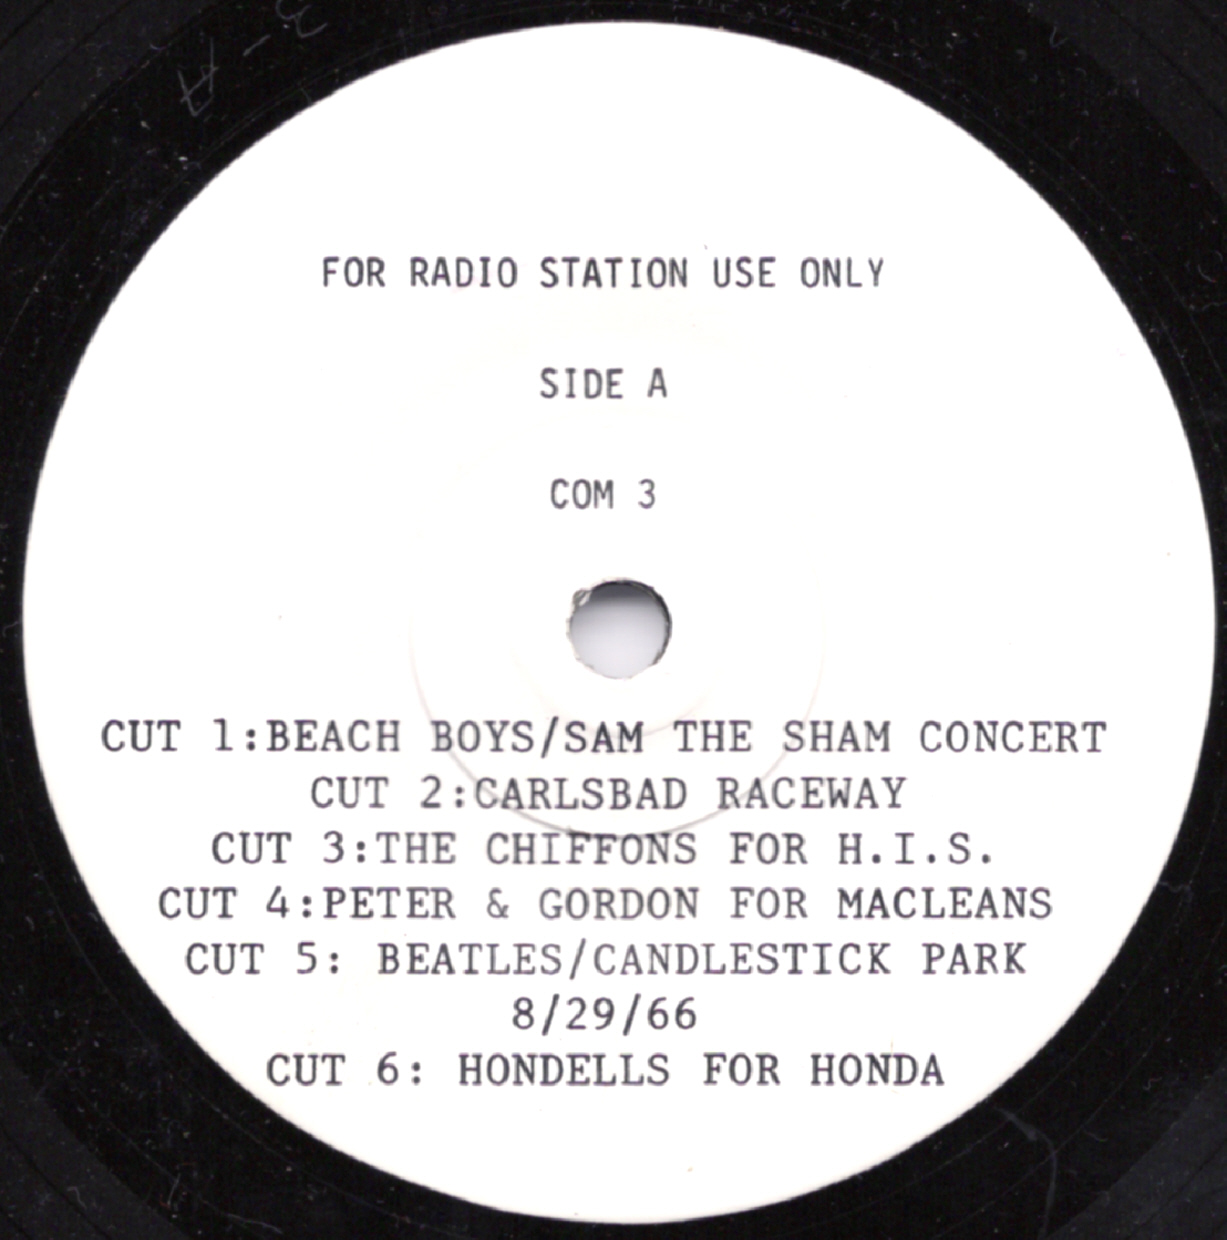 3-A
FOR RADIO STATION USE ONLY
SIDE A
COM 3
CUT 1:BEACH BOYS/SAM THE SHAM CONCERT
CUT 2:CARLSBAD RACEWAY
CUT 3:THE CHIFFONS FOR H.I.S.
CUT 4:PETER & GORDON FOR MACLEANS
CUT 5: BEATLES/CANDLESTICK PARK
8/29/66
CUT 6: HONDELLS FOR HONDA